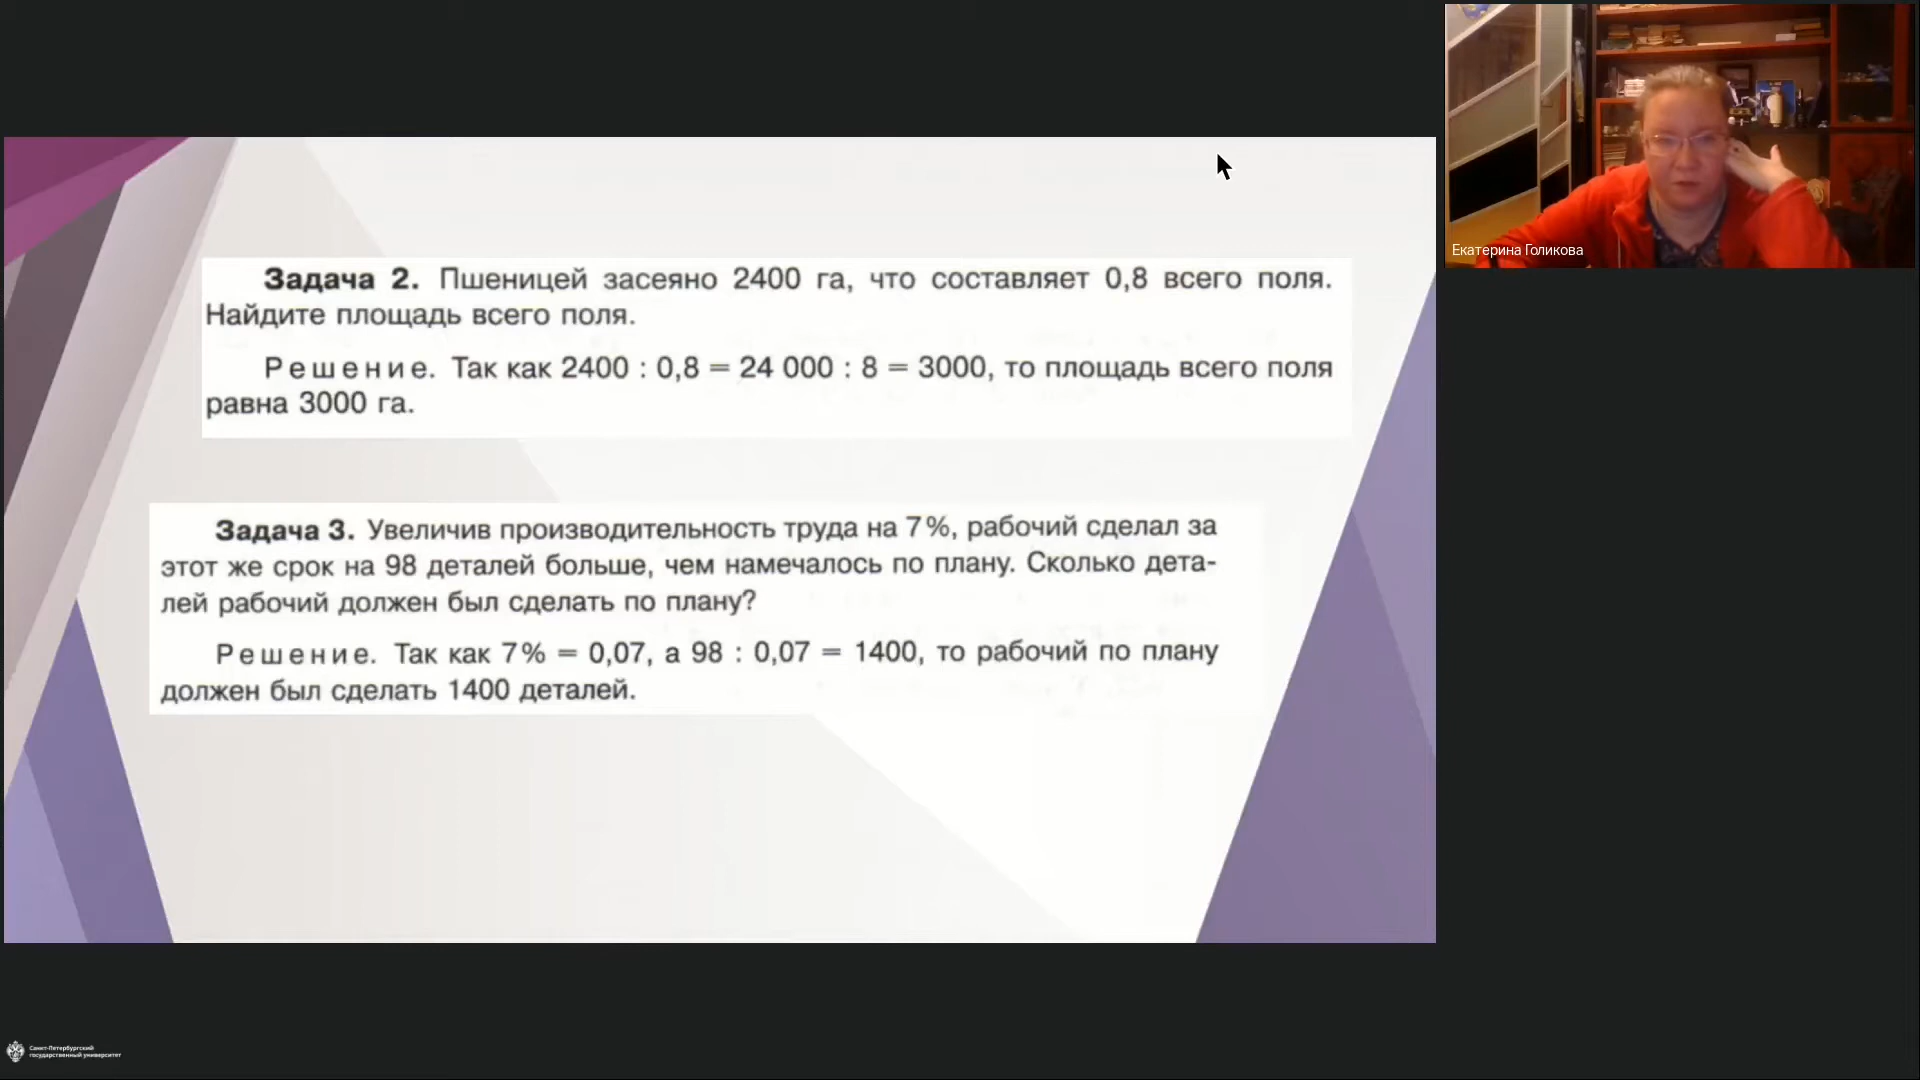 Екатерина Голикова
Задача 2. Пшеницей засеяно 2400 га, что составляет 0,8 всего поля.
Найдите площадь всего поля.
Решение. Так как 2400 : 0,8 = 24 000 : 8 = 3000, то площадь всего поля
равна 3000 га.
Задача 3. Увеличив производительность труда на 7%, рабочий сделал за
этот же срок на 98 деталей больше, чем намечалось по плану. Сколько дета-
лей рабочий должен был сделать по плану?
Решение. Так как 7% = 0,07, а 98 : 0,07 = 1400, то рабочий по плану
должен был сделать 1400 деталей.
Санкт-Петербургский
государственный университет